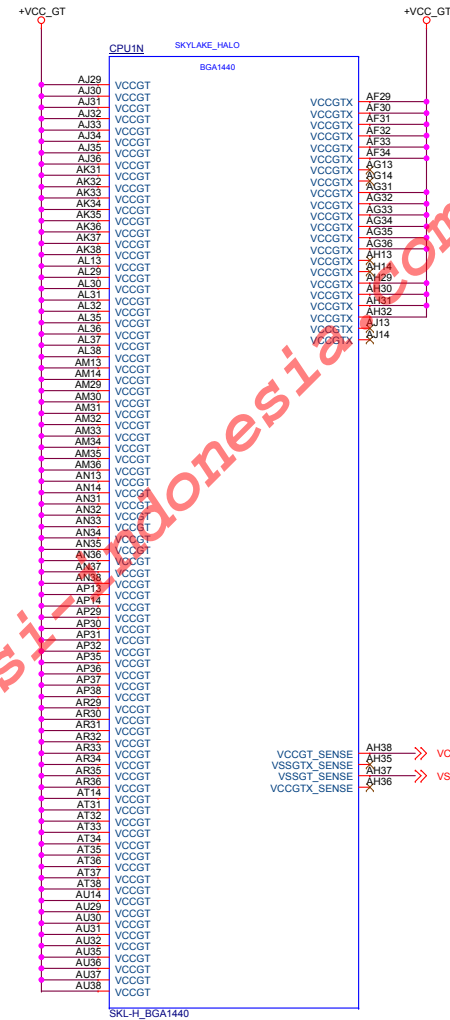 +VCC_GT +VCC_GT
CPU1N SKYLAKE_HALO
BGA1440
AJ29 VCCGT
AJ30 VCCGT
AJ31 VCCGT
AJ32 VCCGT
AJ33 VCCGT
AJ34 VCCGT
AJ35 VCCGT
AJ36 VCCGT
AK31 VCCGT
AK32 VCCGT
AK33 VCCGT
AK34 VCCGT
AK35 VCCGT
AK36 VCCGT
AK37 VCCGT
AK38 VCCGT
AL13 VCCGT
AL29 VCCGT
AL30 VCCGT
AL31 VCCGT
AL32 VCCGT
AL35 VCCGT
AL36 VCCGT
AL37 VCCGT
AL38 VCCGT
AM13 VCCGT
AM14 VCCGT
AM29 VCCGT
AM30 VCCGT
AM31 VCCGT
AM32 VCCGT
AM33 VCCGT
AM34 VCCGT
AM35 VCCGT
AM36 VCCGT
AN13 VCCGT
AN14 VCCGT
AN31 VCCGT
AN32 VCCGT
AN33 VCCGT
AN34 VCCGT
AN35 VCCGT
AN36 VCCGT
AN37 VCCGT
AN38 VCCGT
AP13 VCCGT
AP14 VCCGT
AP29 VCCGT
AP30 VCCGT
AP31 VCCGT
AP32 VCCGT
AP35 VCCGT
AP36 VCCGT
AP37 VCCGT
AP38 VCCGT
AR29 VCCGT
AR30 VCCGT
AR31 VCCGT
AR32 VCCGT
AR33 VCCGT
AR34 VCCGT
AR35 VCCGT
AR36 VCCGT
AT14 VCCGT
AT31 VCCGT
AT32 VCCGT
AT33 VCCGT
AT34 VCCGT
AT35 VCCGT
AT36 VCCGT
AT37 VCCGT
AT38 VCCGT
AU14 VCCGT
AU29 VCCGT
AU30 VCCGT
AU31 VCCGT
AU32 VCCGT
AU35 VCCGT
AU36 VCCGT
AU37 VCCGT
AU38 VCCGT
VCCGTX AF29
VCCGTX AF30
VCCGTX AF31
VCCGTX AF32
VCCGTX AF33
VCCGTX AF34
VCCGTX AG13
VCCGTX AG14
VCCGTX AG31
VCCGTX AG32
VCCGTX AG33
VCCGTX AG34
VCCGTX AG35
VCCGTX AG36
VCCGTX AH13
VCCGTX AH14
VCCGTX AH29
VCCGTX AH30
VCCGTX AH31
VCCGTX AH32
VCCGTX AJ13
VCCGTX AJ14
VCCGT_SENSE AH38 VC
VSSGTX_SENSE AH35
VSSGT_SENSE AH37 VS
VCCGTX_SENSE AH36
SKL-H_BGA1440
si-indonesia.com